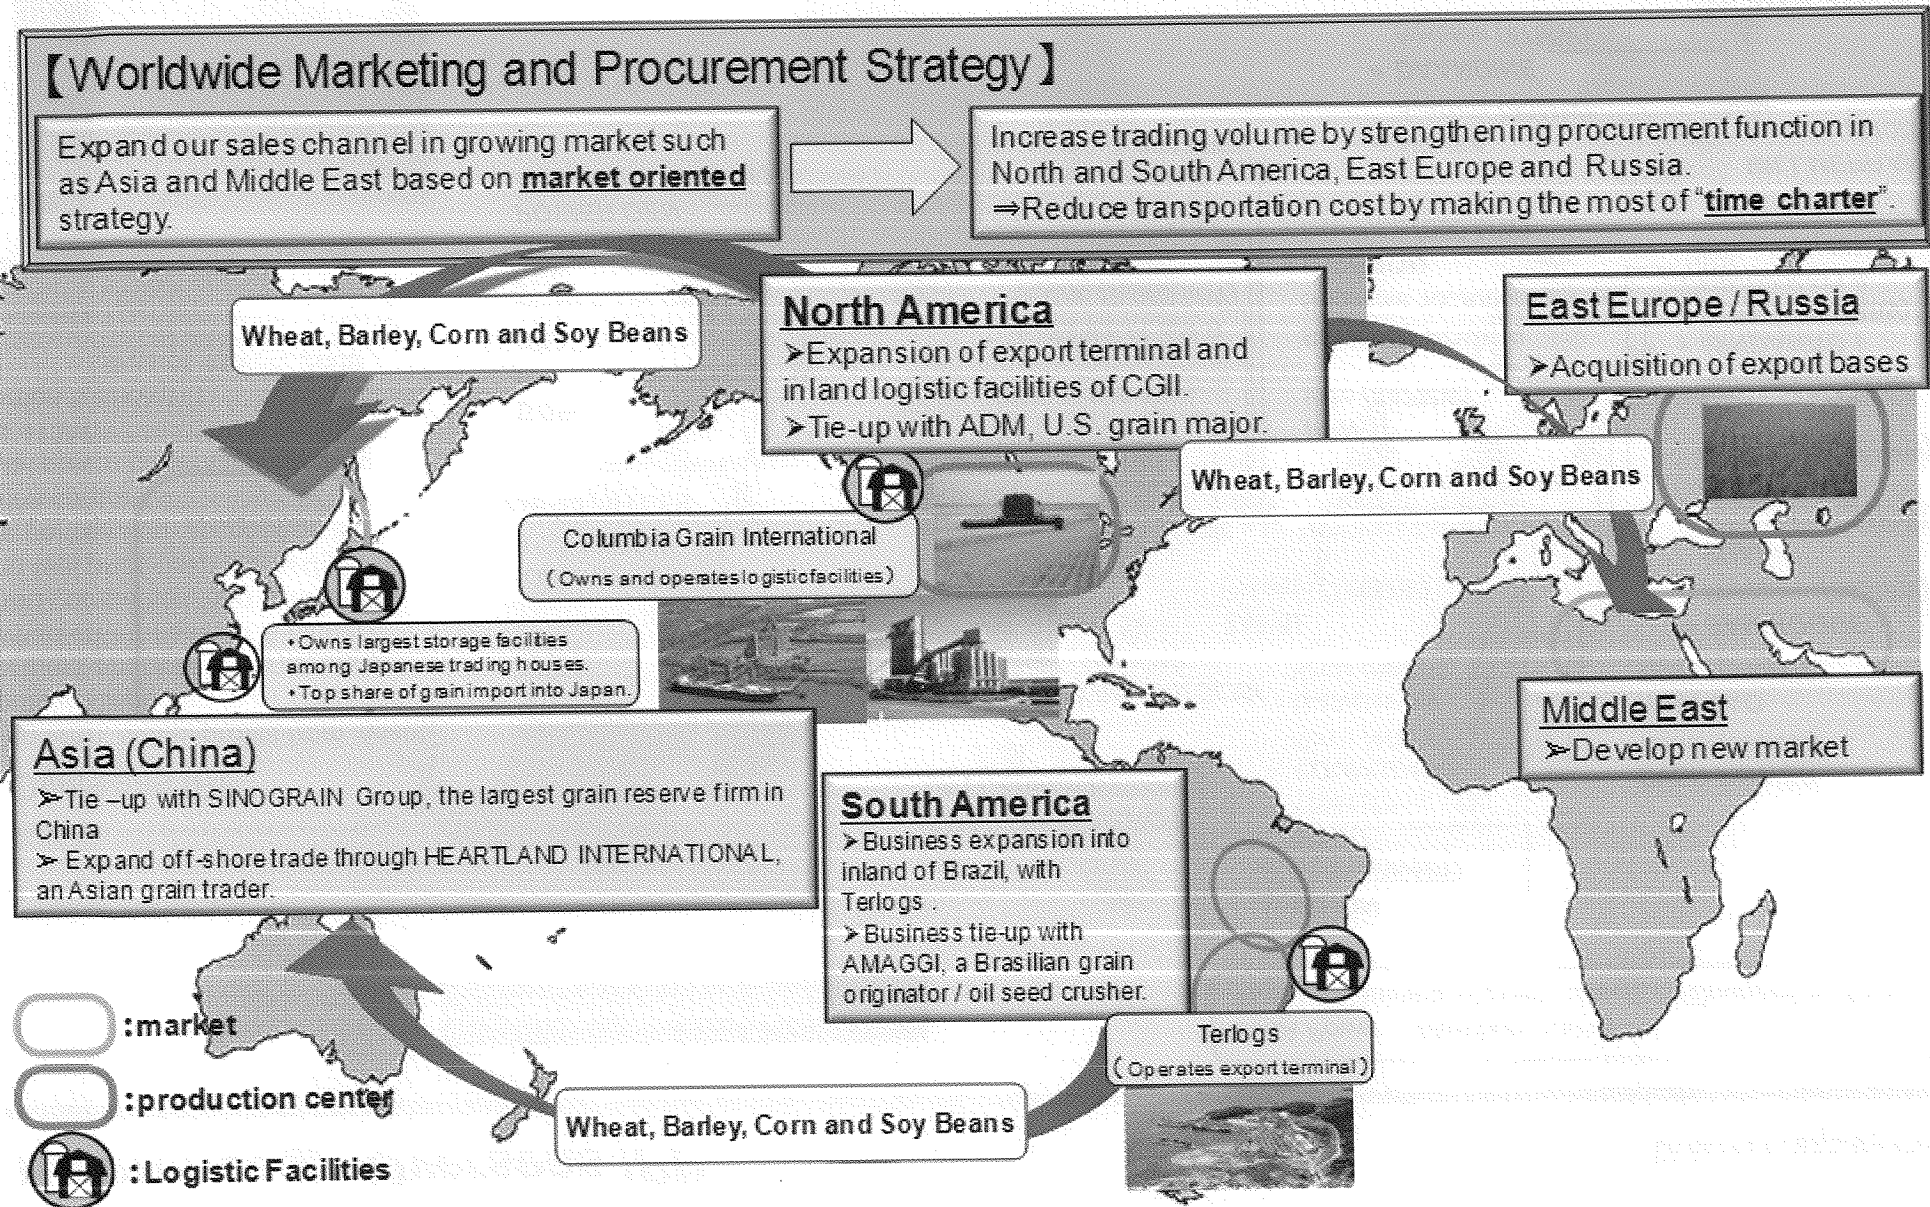 【Worldwide Marketing and Procurement Strategy】
Expand our sales channel in growing market such
as Asia and Middle East based on market oriented
strategy.
Increase trading volume by strengthening procurement function in
North and South America, East Europe and Russia.
⇒Reduce transportation cost by making the most of “time charter”.
Wheat, Barley, Corn and Soy Beans
North America
➢Expansion of export terminal and
inland logistic facilities of CGII.
➢Tie-up with ADM, U.S. grain major.
East Europe / Russia
➢Acquisition of export bases
Wheat, Barley, Corn and Soy Beans
Columbia Grain International
(Owns and operates logistic facilities)
•Owns largest storage facilities
among Japanese trading houses.
•Top share of grain import into Japan.
Asia (China)
➢Tie –up with SINOGRAIN Group, the largest grain reserve firm in
China
➢ Expand off-shore trade through HEARTLAND INTERNATIONAL,
an Asian grain trader.
Middle East
➢Develop new market
South America
➢Business expansion into
inland of Brazil, with
Terlogs .
➢Business tie-up with
AMAGGI, a Brasilian grain
originator / oil seed crusher.
Terlogs
(Operates export terminal)
Wheat, Barley, Corn and Soy Beans
:market
:production center
:Logistic Facilities